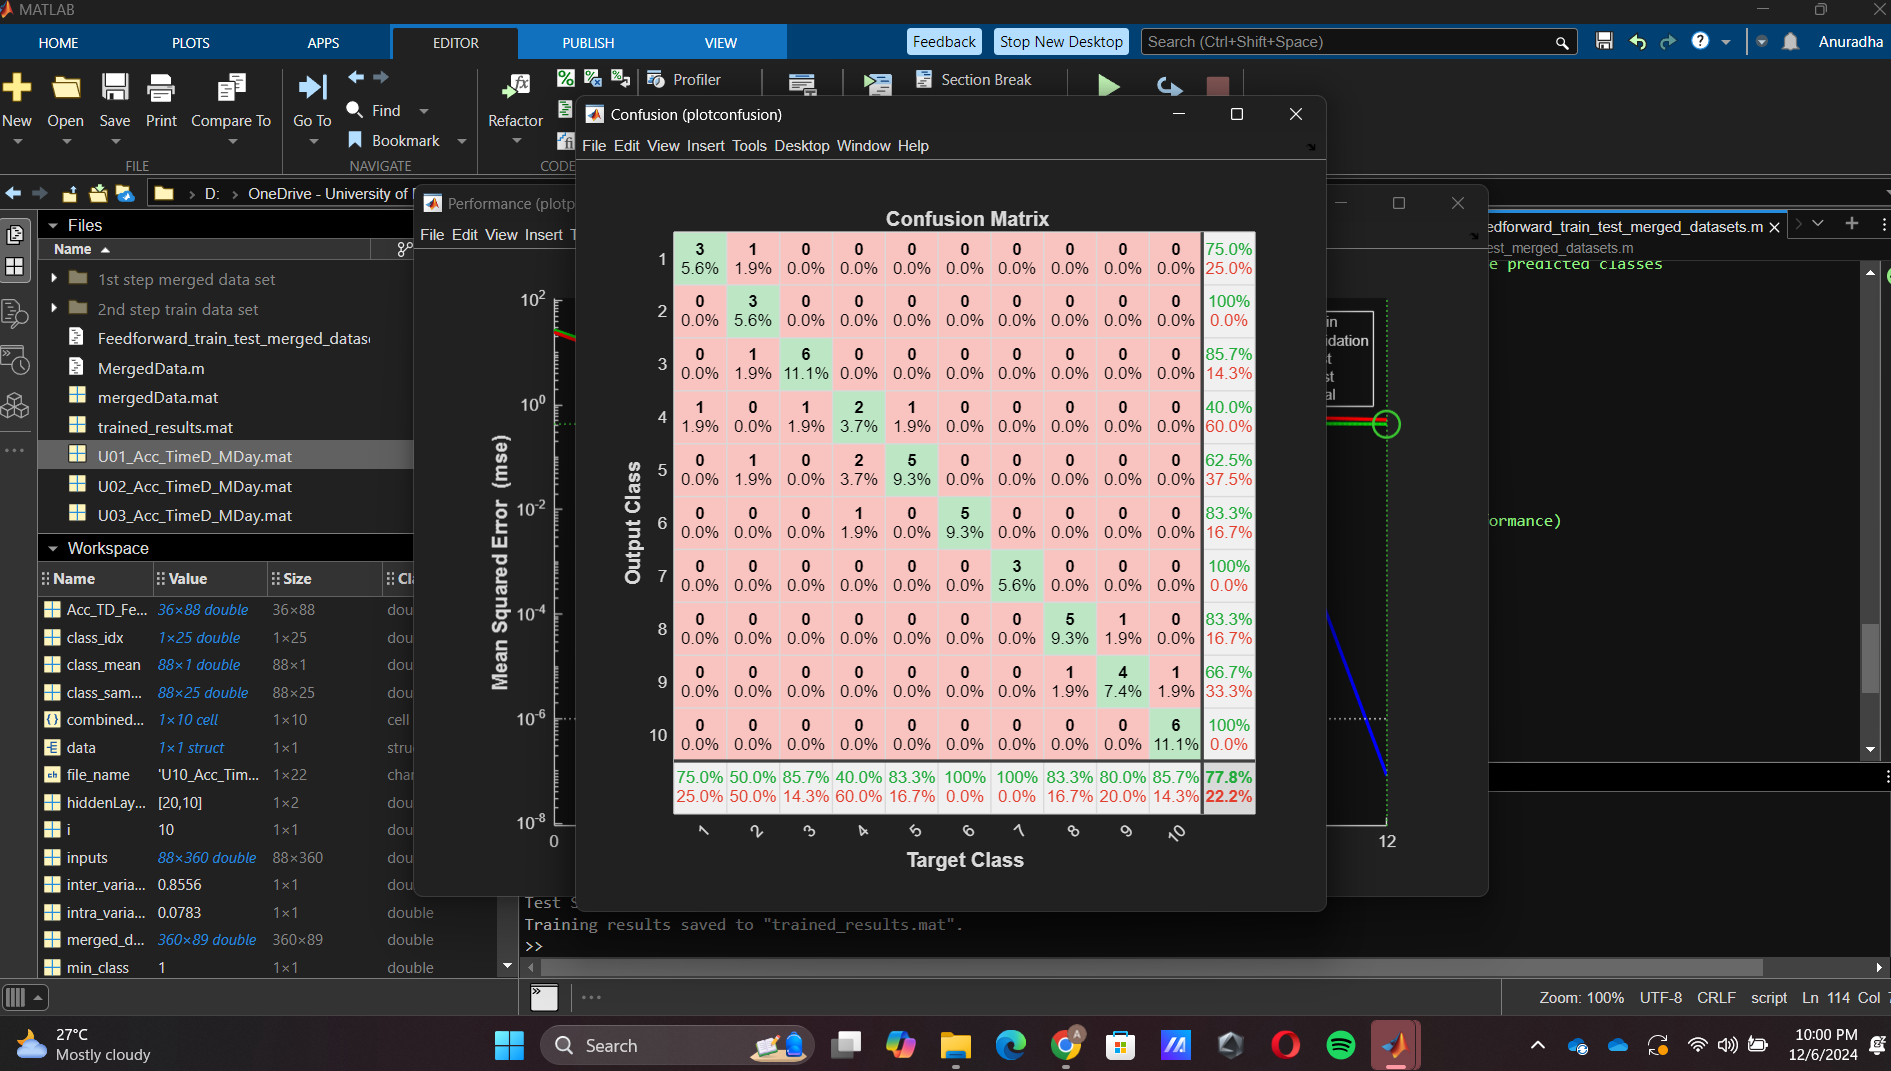 MATLAB
HOME PLOTS APPS EDITOR PUBLISH VIEW Feedback Stop New Desktop Search (Ctrl+Shift+Space) Anuradha
New Open Save Print Compare To Go To Find Bookmark Refactor Profiler Section Break
FILE NAVIGATE CODE
D: OneDrive - University of
Files
Name
1st step merged data set
2nd step train data set
Feedforward_train_test_merged_datas
MergedData.m
mergedData.mat
trained_results.mat
U01_Acc_TimeD_MDay.mat
U02_Acc_TimeD_MDay.mat
U03_Acc_TimeD_MDay.mat
Workspace
Name Value Size Cl
Acc_TD_Fe... 36×88 double 36×88 dou
class_idx 1×25 double 1×25 dou
class_mean 88×1 double 88×1 dou
class_sam... 88×25 double 88×25 dou
combined... 1×10 cell 1×10 cell
data 1×1 struct 1×1 stru
file_name 'U10_Acc_Tim... 1×22 char
hiddenLay... [20,10] 1×2 dou
i 10 1×1 dou
inputs 88×360 double 88×360 dou
inter_varia... 0.8556 1×1 dou
intra_varia... 0.0783 1×1 double
merged_d... 360×89 double 360×89 double
min_class 1 1×1 double
Performance (plotp
File Edit View Insert T
Mean Squared Error (mse)
10^2
10^0
10^-2
10^-4
10^-6
10^-8
0 12
in
idation
t
st
al
Confusion (plotconfusion)
File Edit View Insert Tools Desktop Window Help
Confusion Matrix
Output Class
1 3 1 0 0 0 0 0 0 0 0 75.0%
5.6% 1.9% 0.0% 0.0% 0.0% 0.0% 0.0% 0.0% 0.0% 0.0% 25.0%
2 0 3 0 0 0 0 0 0 0 0 100%
0.0% 5.6% 0.0% 0.0% 0.0% 0.0% 0.0% 0.0% 0.0% 0.0% 0.0%
3 0 1 6 0 0 0 0 0 0 0 85.7%
0.0% 1.9% 11.1% 0.0% 0.0% 0.0% 0.0% 0.0% 0.0% 0.0% 14.3%
4 1 0 1 2 1 0 0 0 0 0 40.0%
1.9% 0.0% 1.9% 3.7% 1.9% 0.0% 0.0% 0.0% 0.0% 0.0% 60.0%
5 0 1 0 2 5 0 0 0 0 0 62.5%
0.0% 1.9% 0.0% 3.7% 9.3% 0.0% 0.0% 0.0% 0.0% 0.0% 37.5%
6 0 0 0 1 0 5 0 0 0 0 83.3%
0.0% 0.0% 0.0% 1.9% 0.0% 9.3% 0.0% 0.0% 0.0% 0.0% 16.7%
7 0 0 0 0 0 0 3 0 0 0 100%
0.0% 0.0% 0.0% 0.0% 0.0% 0.0% 5.6% 0.0% 0.0% 0.0% 0.0%
8 0 0 0 0 0 0 0 5 1 0 83.3%
0.0% 0.0% 0.0% 0.0% 0.0% 0.0% 0.0% 9.3% 1.9% 0.0% 16.7%
9 0 0 0 0 0 0 0 1 4 1 66.7%
0.0% 0.0% 0.0% 0.0% 0.0% 0.0% 0.0% 1.9% 7.4% 1.9% 33.3%
10 0 0 0 0 0 0 0 0 0 6 100%
0.0% 0.0% 0.0% 0.0% 0.0% 0.0% 0.0% 0.0% 0.0% 11.1% 0.0%
75.0% 50.0% 85.7% 40.0% 83.3% 100% 100% 83.3% 80.0% 85.7% 77.8%
25.0% 50.0% 14.3% 60.0% 16.7% 0.0% 0.0% 16.7% 20.0% 14.3% 22.2%
1 2 3 4 5 6 7 8 9 10
Target Class
edforward_train_test_merged_datasets.m
est_merged_datasets.m
e predicted classes
ormance)
Test S
Training results saved to "trained_results.mat".
>>
Zoom: 100% UTF-8 CRLF script Ln 114 Col
27°C
Mostly cloudy
Search
10:00 PM
12/6/2024